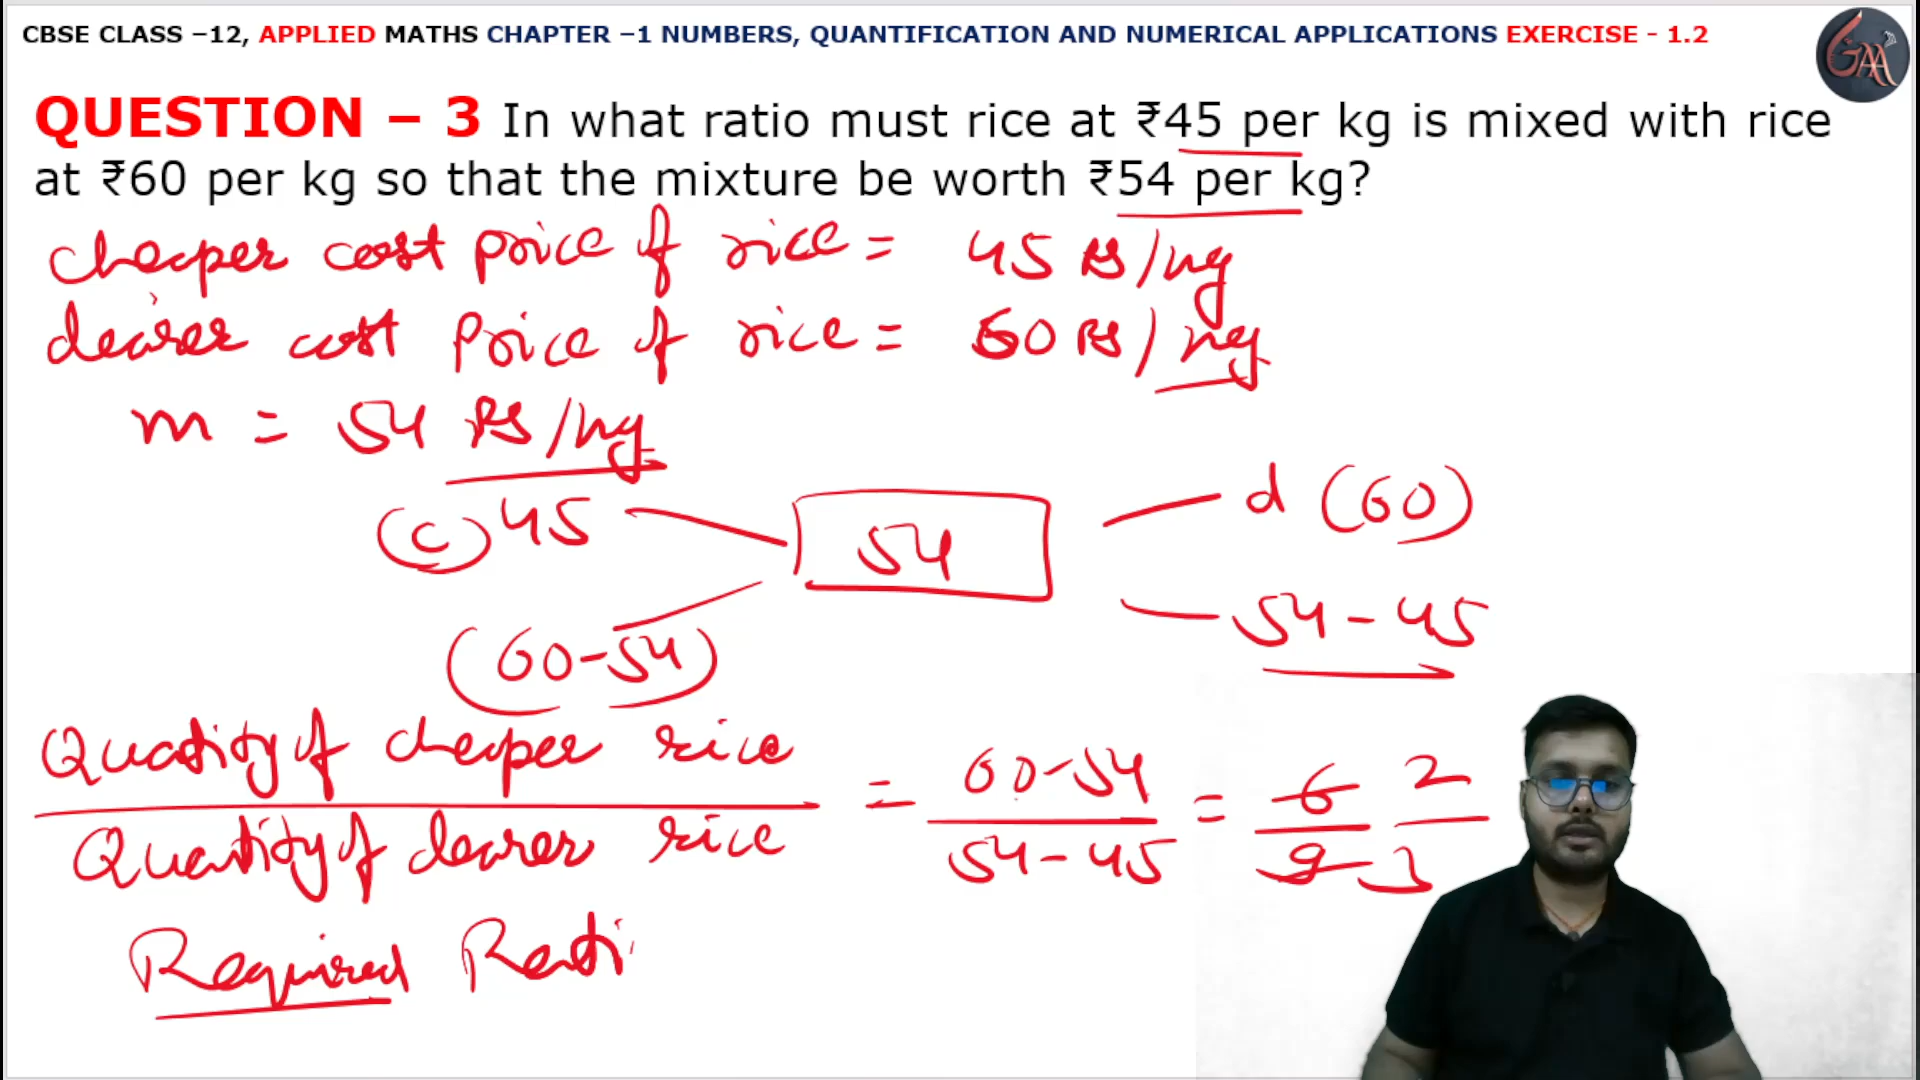 CBSE CLASS –12, APPLIED MATHS CHAPTER –1 NUMBERS, QUANTIFICATION AND NUMERICAL APPLICATIONS EXERCISE - 1.2
GAA
QUESTION – 3 In what ratio must rice at ₹45 per kg is mixed with rice
at ₹60 per kg so that the mixture be worth ₹54 per kg?
cheaper cost price of rice = 45 Rs/kg
dearer cost price of rice = 60 Rs/kg
m = 54 Rs/kg
(c) 45 54 d (60)
(60-54) 54-45
Quantity of cheaper rice / Quantity of dearer rice = 60-54 / 54-45 = 6/9 2/3
Required Rati